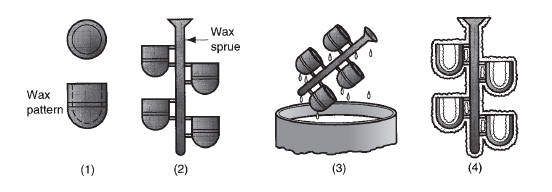 Wax
sprue
Wax
pattern
(1)
(2)
(3)
(4)